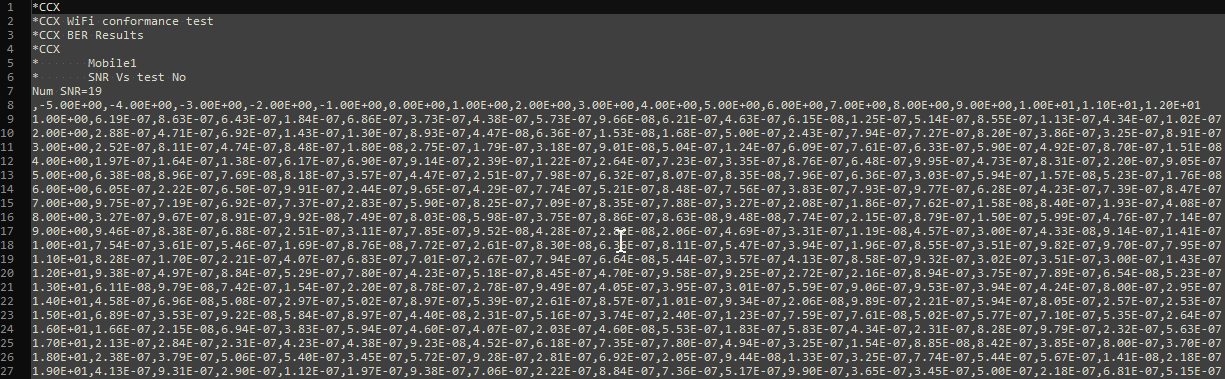 1 *CCX
2 *CCX WiFi conformance test
3 *CCX BER Results
4 *CCX
5 * Mobile1
6 * SNR Vs test No
7 Num SNR=19
8 ,-5.00E+00,-4.00E+00,-3.00E+00,-2.00E+00,-1.00E+00,0.00E+00,1.00E+00,2.00E+00,3.00E+00,4.00E+00,5.00E+00,6.00E+00,7.00E+00,8.00E+00,9.00E+00,1.00E+01,1.10E+01,1.20E+01
9 1.00E+00,6.19E-07,8.63E-07,6.43E-07,1.84E-07,6.86E-07,3.73E-07,4.38E-07,5.73E-07,9.66E-08,6.21E-07,4.63E-07,6.15E-08,1.25E-07,5.14E-07,8.55E-07,1.13E-07,4.34E-07,1.02E-07
10 2.00E+00,2.88E-07,4.71E-07,6.92E-07,1.43E-07,1.30E-07,8.93E-07,4.47E-08,6.36E-07,1.53E-08,1.68E-07,5.00E-07,2.43E-07,7.94E-07,7.27E-07,8.20E-07,3.86E-07,3.25E-07,8.91E-07
11 3.00E+00,2.52E-07,8.11E-07,4.74E-07,8.48E-07,1.80E-08,2.75E-07,1.79E-07,3.18E-07,9.01E-08,5.04E-07,1.24E-07,6.09E-07,7.61E-07,6.33E-07,5.90E-07,4.92E-07,8.70E-07,1.51E-08
12 4.00E+00,1.97E-07,1.64E-07,1.38E-07,6.17E-07,6.90E-07,9.14E-07,2.39E-07,1.22E-07,2.64E-07,7.23E-07,3.35E-07,8.76E-07,6.48E-07,9.95E-07,4.73E-07,8.31E-07,2.20E-07,9.05E-07
13 5.00E+00,6.38E-08,8.96E-07,7.69E-08,8.18E-07,3.57E-07,4.47E-07,2.51E-07,7.98E-07,6.32E-07,8.07E-07,8.35E-07,7.96E-07,6.36E-07,3.03E-07,5.94E-07,1.57E-08,5.23E-07,1.76E-08
14 6.00E+00,6.05E-07,2.22E-07,6.50E-07,9.91E-07,2.44E-07,9.65E-07,4.29E-07,7.74E-07,5.21E-07,8.48E-07,7.56E-07,3.83E-07,7.93E-07,9.77E-07,6.28E-07,4.23E-07,7.39E-07,8.47E-07
15 7.00E+00,9.75E-07,7.19E-07,6.92E-07,7.37E-07,2.83E-07,5.90E-07,8.25E-07,7.09E-07,8.35E-07,7.88E-07,3.27E-07,2.08E-07,1.86E-07,7.62E-07,1.58E-07,8.40E-07,1.93E-07,4.08E-07
16 8.00E+00,3.27E-07,9.67E-07,8.91E-07,9.92E-08,7.49E-07,8.03E-08,5.98E-07,3.75E-07,8.86E-07,8.63E-08,9.48E-08,7.74E-07,2.15E-07,8.79E-07,1.50E-07,5.99E-07,4.76E-07,7.14E-07
17 9.00E+00,9.46E-07,8.38E-07,6.88E-07,2.51E-07,3.11E-07,7.85E-07,9.52E-08,4.28E-07,2.06E-07,4.69E-07,3.31E-07,1.19E-08,4.57E-07,3.00E-07,4.33E-08,9.14E-07,1.41E-07
18 1.00E+01,7.54E-07,3.61E-07,5.46E-07,1.69E-07,8.76E-08,7.72E-07,2.61E-07,8.30E-08,8.11E-07,5.47E-07,3.94E-07,1.96E-07,8.55E-07,3.51E-07,9.82E-07,9.70E-07,7.95E-07
19 1.10E+01,8.28E-07,1.70E-07,2.21E-07,4.07E-07,6.83E-07,7.01E-07,2.67E-07,7.94E-07,6.64E-08,5.44E-07,3.57E-07,4.13E-07,8.58E-07,9.32E-07,3.02E-07,3.51E-07,3.00E-07,1.43E-07
20 1.20E+01,9.38E-07,4.97E-07,8.84E-07,5.29E-07,7.80E-07,4.23E-07,5.18E-07,8.45E-07,4.70E-07,9.58E-07,9.25E-07,2.72E-07,2.16E-07,8.94E-07,3.75E-07,7.89E-07,6.54E-08,5.23E-07
21 1.30E+01,6.11E-08,9.79E-08,7.42E-07,1.54E-07,2.20E-07,8.78E-07,2.78E-07,9.49E-07,4.05E-07,3.95E-07,3.01E-07,5.59E-07,9.06E-07,9.53E-07,3.94E-07,4.24E-07,8.00E-07,2.95E-07
22 1.40E+01,4.58E-07,6.96E-08,5.08E-07,2.97E-07,5.02E-07,8.97E-07,5.39E-07,2.61E-07,8.57E-07,1.01E-07,9.34E-07,2.06E-08,9.89E-07,2.21E-07,5.94E-07,8.05E-07,2.57E-07,2.53E-07
23 1.50E+01,6.89E-07,3.53E-07,9.22E-08,5.84E-07,8.97E-07,4.40E-08,2.31E-07,5.16E-07,3.74E-07,2.40E-07,1.23E-07,7.59E-07,7.61E-08,5.02E-07,5.77E-07,7.10E-07,5.35E-07,2.64E-07
24 1.60E+01,1.66E-07,2.15E-08,6.94E-07,3.83E-07,5.94E-07,4.60E-07,4.07E-07,2.03E-07,4.60E-08,5.53E-07,1.83E-07,5.83E-07,4.34E-07,2.31E-07,8.28E-07,9.79E-07,2.32E-07,5.63E-07
25 1.70E+01,2.13E-07,2.84E-07,2.31E-07,4.23E-07,4.38E-07,9.23E-08,4.52E-07,6.18E-07,7.35E-07,7.80E-07,4.94E-07,3.25E-07,1.54E-07,8.85E-08,8.42E-07,3.85E-07,8.00E-07,3.70E-07
26 1.80E+01,2.38E-07,3.79E-07,5.06E-07,5.40E-07,3.45E-07,5.72E-07,9.28E-07,2.81E-07,6.92E-07,2.05E-07,9.44E-08,1.33E-07,3.25E-07,7.74E-07,5.44E-07,5.67E-07,1.41E-08,2.18E-07
27 1.90E+01,4.13E-07,9.31E-07,2.90E-07,1.12E-07,1.97E-07,9.38E-07,7.06E-07,2.22E-07,8.84E-07,7.36E-07,5.17E-07,9.90E-07,3.65E-07,3.45E-07,5.00E-07,2.18E-07,6.81E-07,5.15E-07